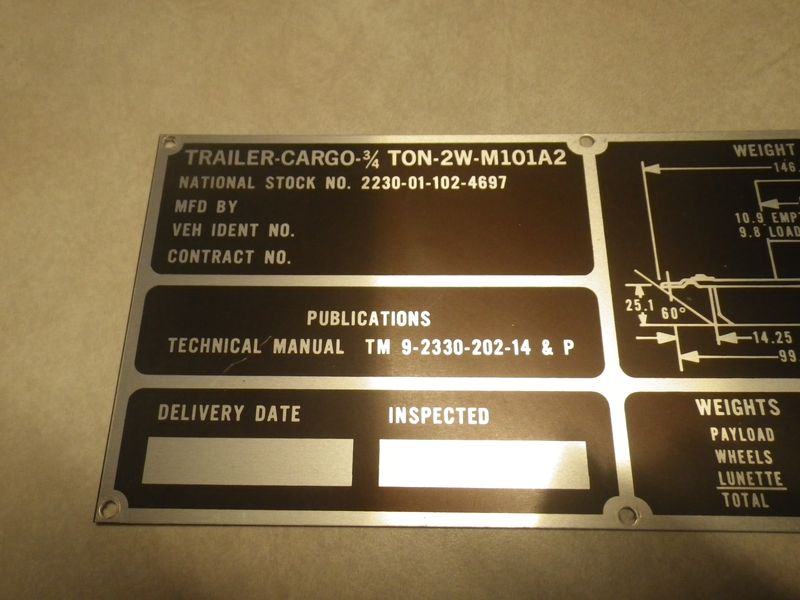 TRAILER-CARGO-¾ TON-2W-M101A2
NATIONAL STOCK NO. 2230-01-102-4697
MFD BY
VEH IDENT NO.
CONTRACT NO.
PUBLICATIONS
TECHNICAL MANUAL TM 9-2330-202-14 & P
DELIVERY DATE
INSPECTED
WEIGHT
146.
10.9 EMP
9.8 LOAD
25.1
60°
14.25
99
WEIGHTS
PAYLOAD
WHEELS
LUNETTE
TOTAL